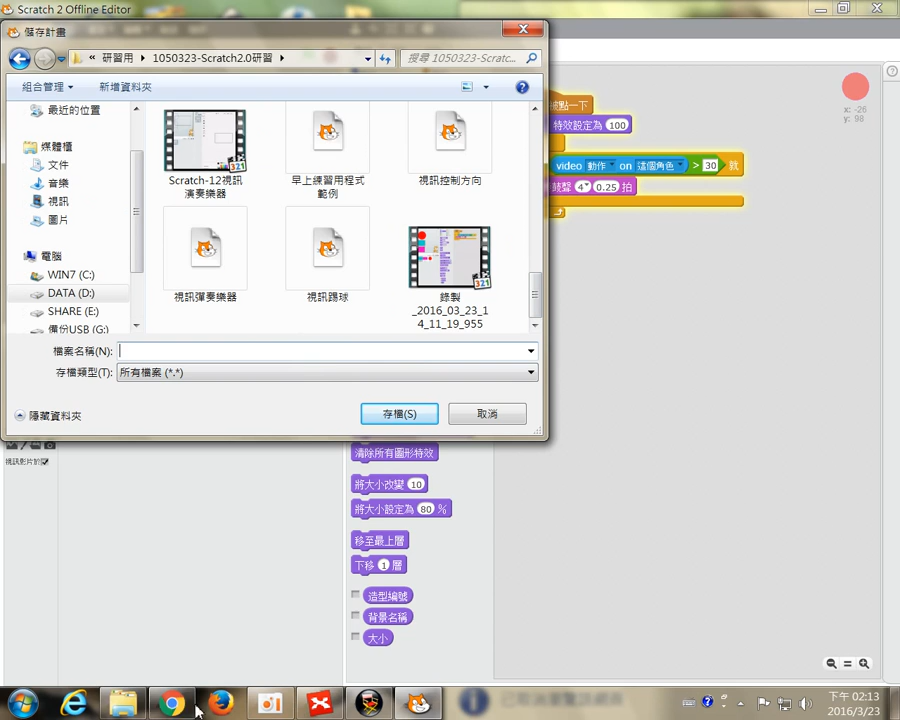 Scratch 2 Offline Editor
儲存計畫
« 研習用 ▸ 1050323-Scratch2.0研習 ▸
搜尋 1050323-Scratc...
組合管理 ▾
新增資料夾
最近的位置
媒體櫃
文件
音樂
視訊
圖片
電腦
WIN7 (C:)
DATA (D:)
SHARE (E:)
備份USB (G:)
Scratch-12視訊
演奏樂器
早上練習用程式
範例
視訊控制方向
視訊彈奏樂器
視訊踢球
錄製
_2016_03_23_1
4_11_19_955
檔案名稱(N):
存檔類型(T):
所有檔案 (*.*)
隱藏資料夾
存檔(S)
取消
被點一下
特效設定為 100
video 動作 on 這個角色 > 30 就
鼓聲 4 0.25 拍
x: -26
y: 98
清除所有圖形特效
將大小改變 10
將大小設定為 80 %
移至最上層
下移 1 層
造型編號
背景名稱
大小
下午 02:13
2016/3/23